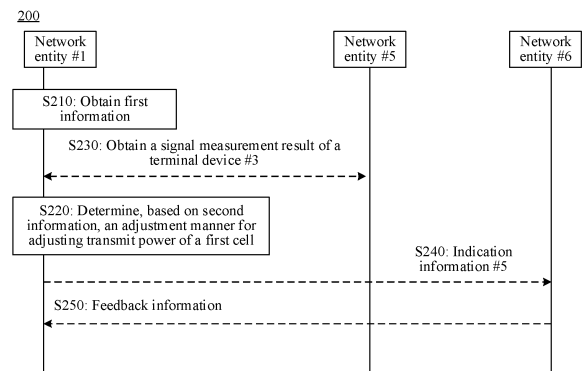 200
Network
entity #1
Network
entity #5
Network
entity #6
S210: Obtain first
information
S230: Obtain a signal measurement result of a
terminal device #3
S220: Determine, based on second
information, an adjustment manner for
adjusting transmit power of a first cell
S240: Indication
information #5
S250: Feedback information